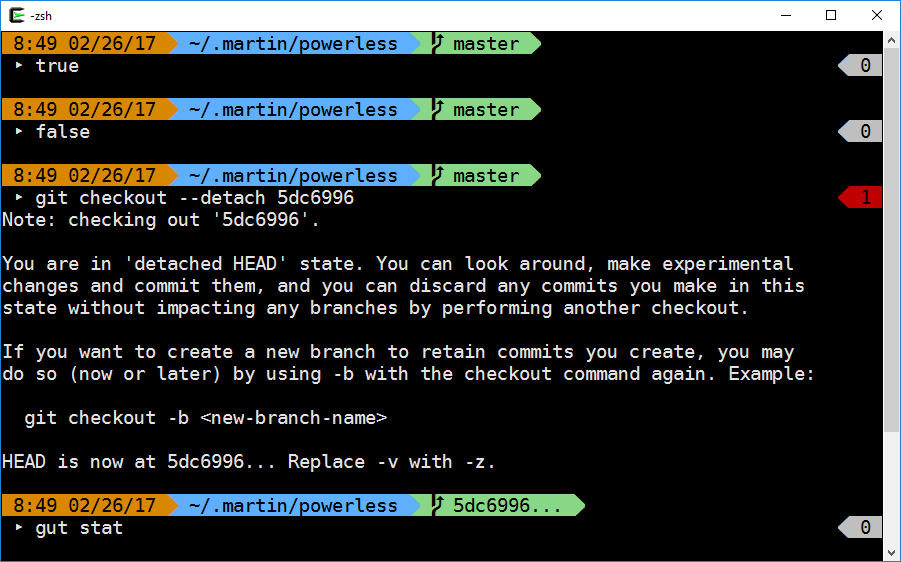 -zsh
8:49 02/26/17 ~/.martin/powerless master
‣ true 0
8:49 02/26/17 ~/.martin/powerless master
‣ false 0
8:49 02/26/17 ~/.martin/powerless master
‣ git checkout --detach 5dc6996 1
Note: checking out '5dc6996'.
You are in 'detached HEAD' state. You can look around, make experimental
changes and commit them, and you can discard any commits you make in this
state without impacting any branches by performing another checkout.
If you want to create a new branch to retain commits you create, you may
do so (now or later) by using -b with the checkout command again. Example:
git checkout -b <new-branch-name>
HEAD is now at 5dc6996... Replace -v with -z.
8:49 02/26/17 ~/.martin/powerless 5dc6996...
‣ gut stat 0